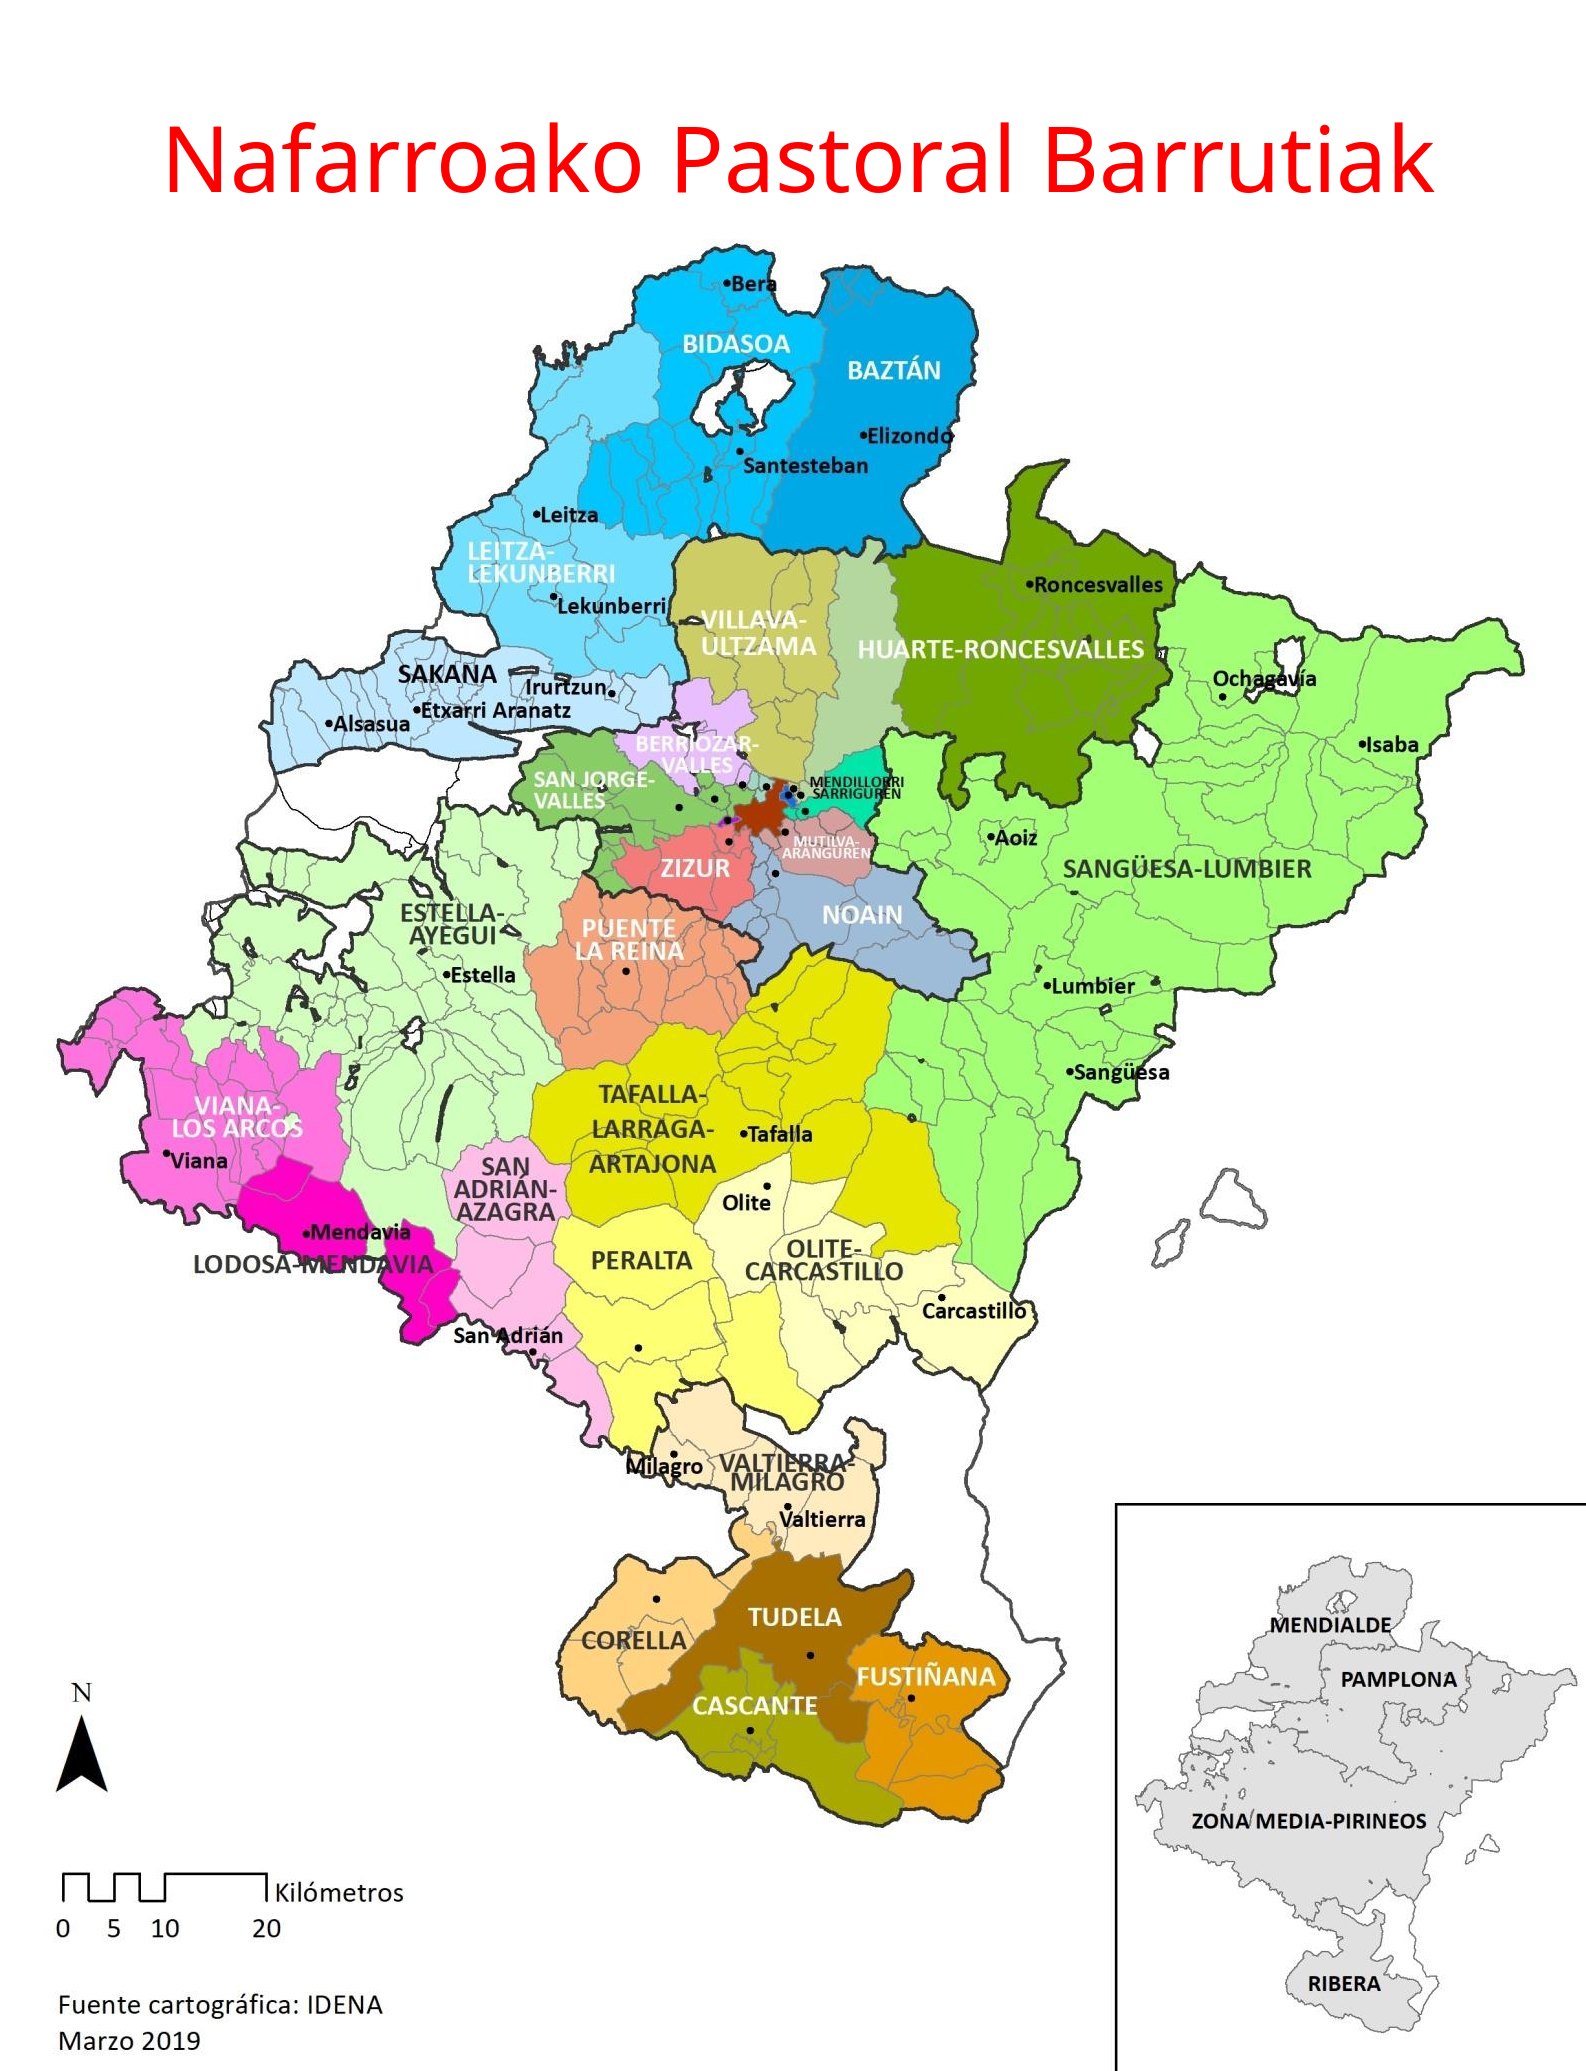 Nafarroako Pastoral Barrutiak
Bera
BIDASOA
BAZTÁN
Elizondo
Santesteban
Leitza
LEITZA-
LEKUNBERRI
Lekunberri
Roncesvalles
VILLAVA-
ULTZAMA
HUARTE-RONCESVALLES
SAKANA
Irurtzun
Etxarri Aranatz
Alsasua
Ochagavía
Isaba
BERRIOZAR-
VALLES
SAN JORGE-
VALLES
MENDILLORRI
SARRIGUREN
MUTILVA-
ARANGUREN
Aoiz
ZIZUR
SANGÜESA-LUMBIER
NOAIN
ESTELLA-
AYEGUI
PUENTE
LA REINA
Estella
Lumbier
Sangüesa
VIANA-
LOS ARCOS
Viana
TAFALLA-
LARRAGA-
ARTAJONA
Tafalla
SAN
ADRIÁN-
AZAGRA
Olite
Mendavia
LODOSA-MENDAVIA
PERALTA
OLITE-
CARCASTILLO
Carcastillo
San Adrián
Milagro
VALTIERRA-
MILAGRO
Valtierra
TUDELA
CORELLA
FUSTIÑANA
CASCANTE
N
Kilómetros
0 5 10 20
Fuente cartográfica: IDENA
Marzo 2019
MENDIALDE
PAMPLONA
ZONA MEDIA-PIRINEOS
RIBERA